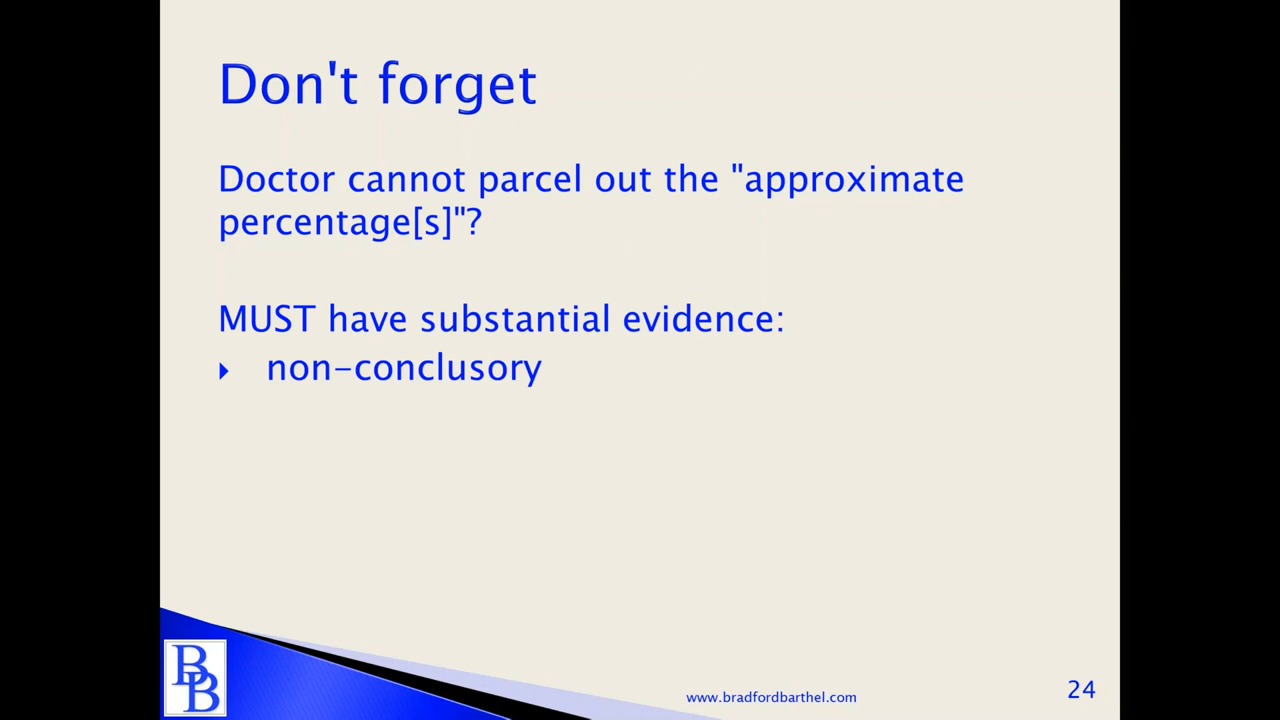 Don't forget
Doctor cannot parcel out the "approximate
percentage[s]"?
MUST have substantial evidence:
non-conclusory
BB
www.bradfordbarthel.com
24